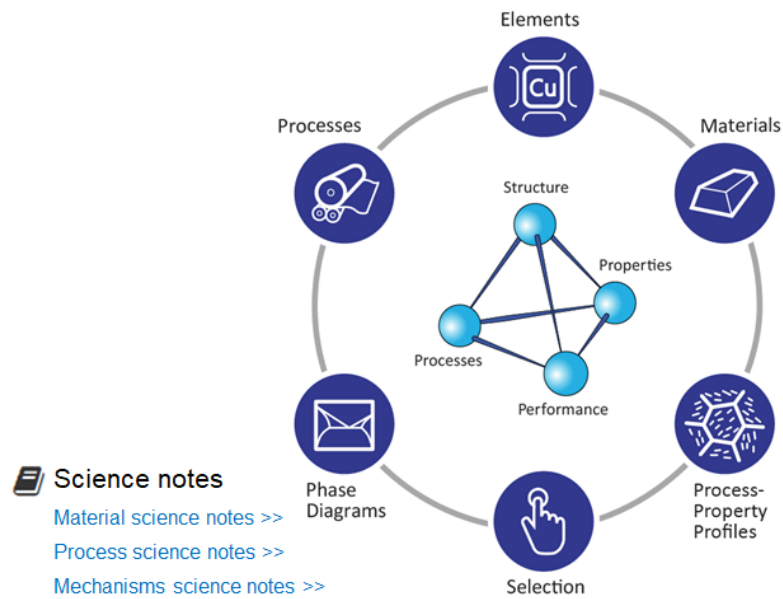 Elements
Cu
Processes
Materials
Structure
Properties
Processes
Performance
Science notes
Material science notes >>
Process science notes >>
Mechanisms science notes >>
Phase
Diagrams
Selection
Process-
Property
Profiles